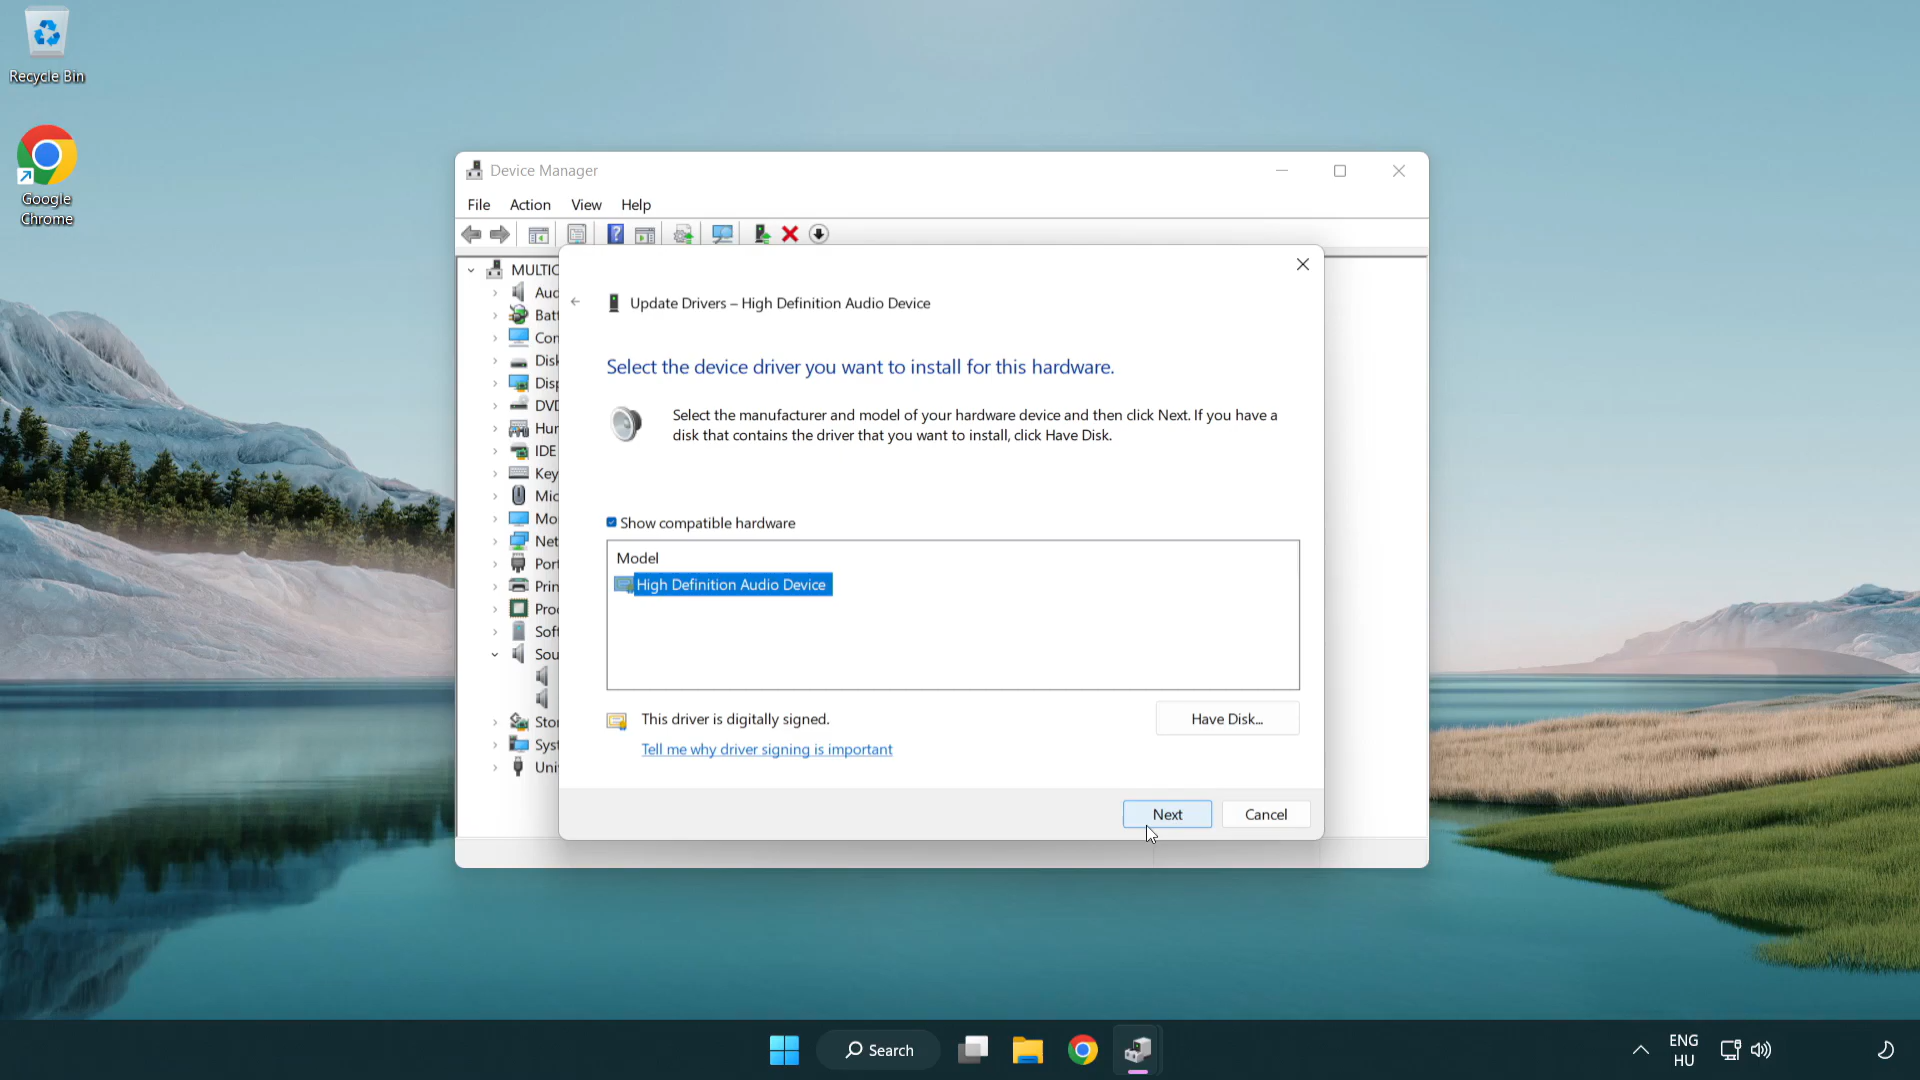 Recycle Bin
Google
Chrome
Device Manager
File Action View Help
Update Drivers – High Definition Audio Device
Select the device driver you want to install for this hardware.
Select the manufacturer and model of your hardware device and then click Next. If you have a
disk that contains the driver that you want to install, click Have Disk.
Show compatible hardware
Model
High Definition Audio Device
This driver is digitally signed.
Have Disk...
Tell me why driver signing is important
Next Cancel
MULTIC
Aud
Batt
Con
Disk
Disp
DVD
Hur
IDE
Key
Mic
Mo
Net
Port
Prin
Proc
Soft
Sou
Stor
Syst
Uni
Search
ENG
HU